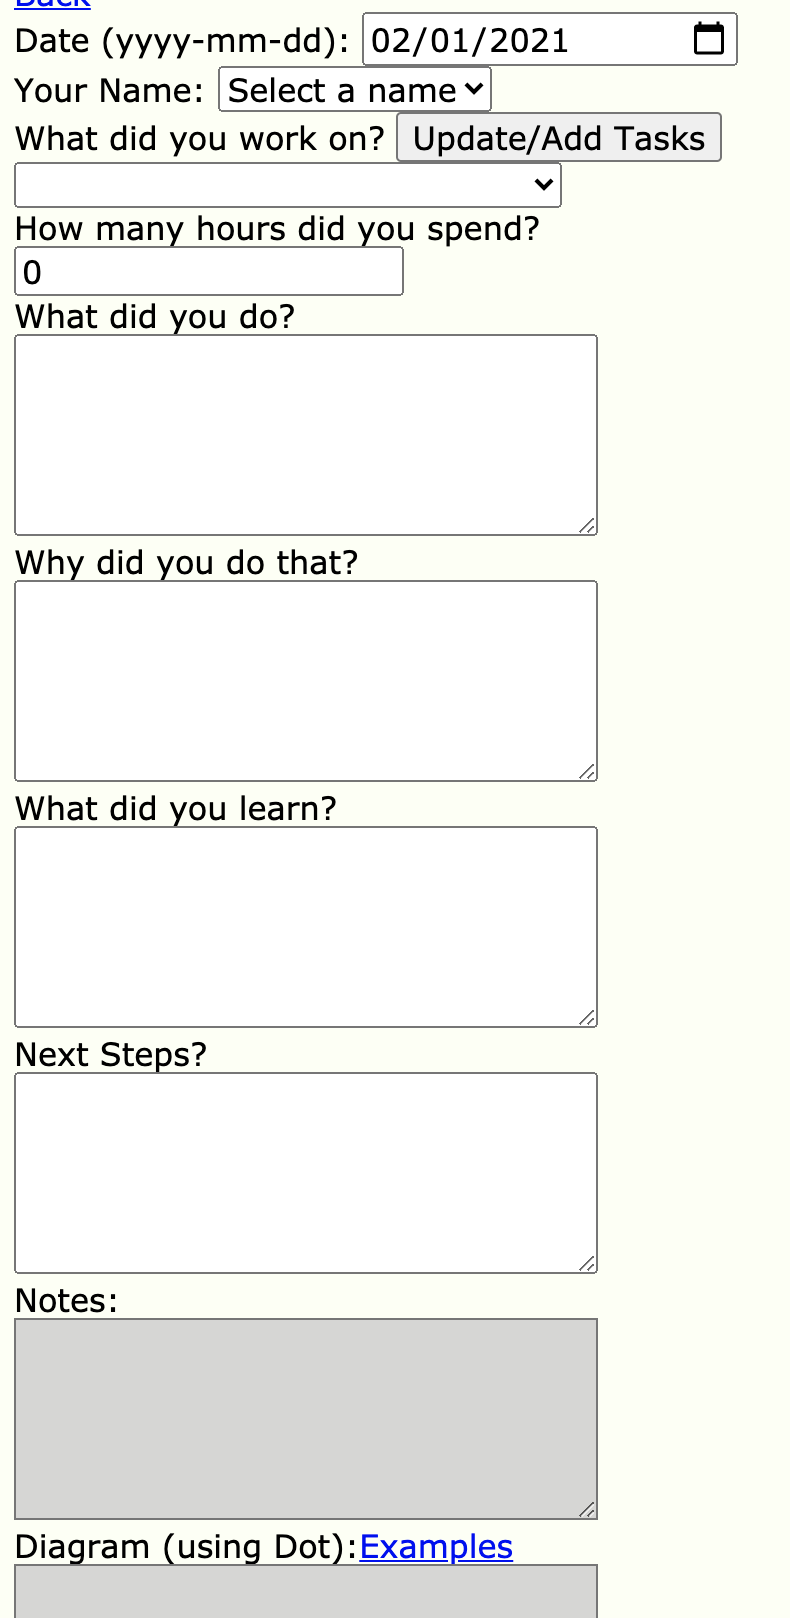 Back
Date (yyyy-mm-dd): 02/01/2021
Your Name: Select a name
What did you work on? Update/Add Tasks
How many hours did you spend?
0
What did you do?
Why did you do that?
What did you learn?
Next Steps?
Notes:
Diagram (using Dot):Examples